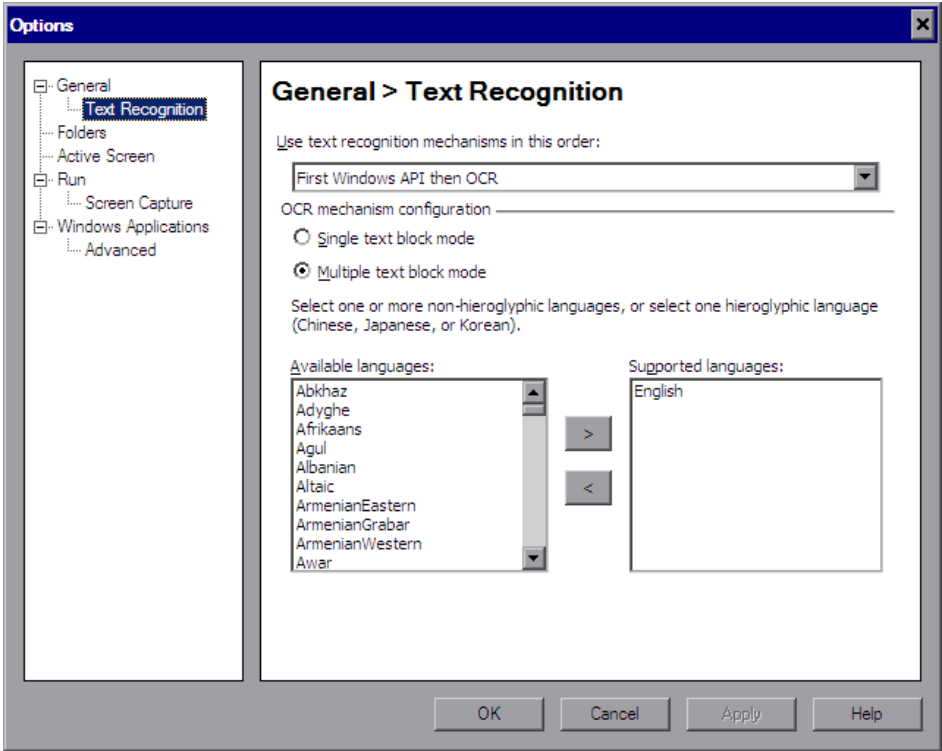 Options
General
Text Recognition
Folders
Active Screen
Run
Screen Capture
Windows Applications
Advanced
General > Text Recognition
Use text recognition mechanisms in this order:
First Windows API then OCR
OCR mechanism configuration
Single text block mode
Multiple text block mode
Select one or more non-hieroglyphic languages, or select one hieroglyphic language
(Chinese, Japanese, or Korean).
Available languages:
Abkhaz
Adyghe
Afrikaans
Agul
Albanian
Altaic
ArmenianEastern
ArmenianGrabar
ArmenianWestern
Awar
>
<
Supported languages:
English
OK
Cancel
Apply
Help